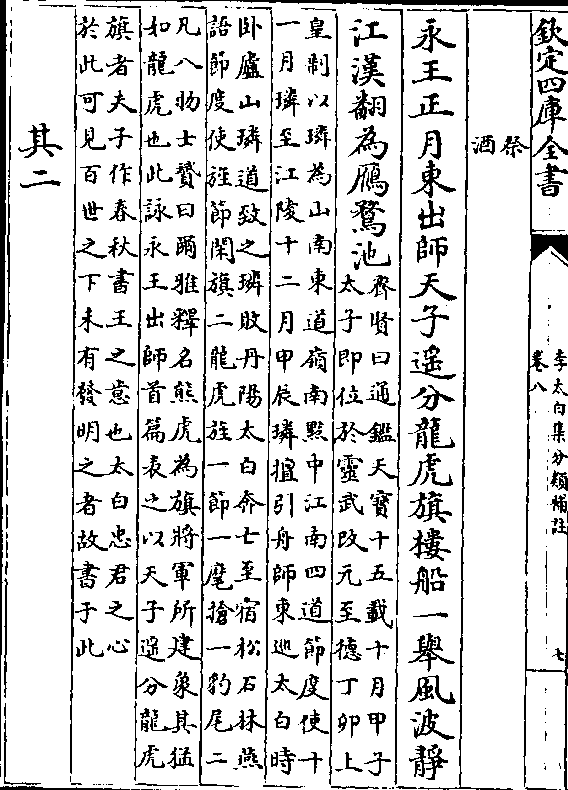 欽定四庫全書
李太白集分類補註
卷八
七
祭
酒
永王正月東出師天子遙分龍虎旗樓船一舉風波靜
江漢翻為鴈鶩池
齊賢曰通鑑天寳十五載十月甲子
太子即位於靈武改元至德丁卯上
皇制以璘為山南東道嶺南黔中江南四道節度使十
一月璘至江陵十二月甲辰璘擅引舟師東巡太白時
卧廬山璘道致之璘敗丹陽太白奔亡至宿松石林燕
語節度使旌節閑旗二龍虎旌一節一麾搶一豹尾二
凡八物士贇曰爾雅釋名熊虎為旗將軍所建象其猛
如龍虎也此詠永王出師首篇表之以天子遥分龍虎
旗者夫子作春秋書王之意也太白忠君之心
於此可見百世之下未有發明之者故書于此
其二